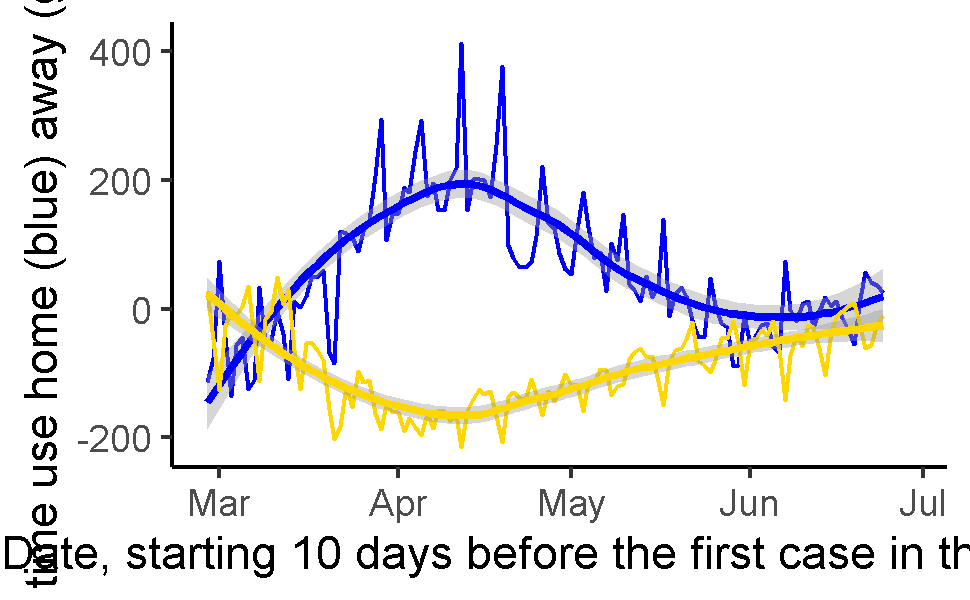 time use home (blue) away (
400
200
0
-200
Mar Apr May Jun Jul
Date, starting 10 days before the first case in th